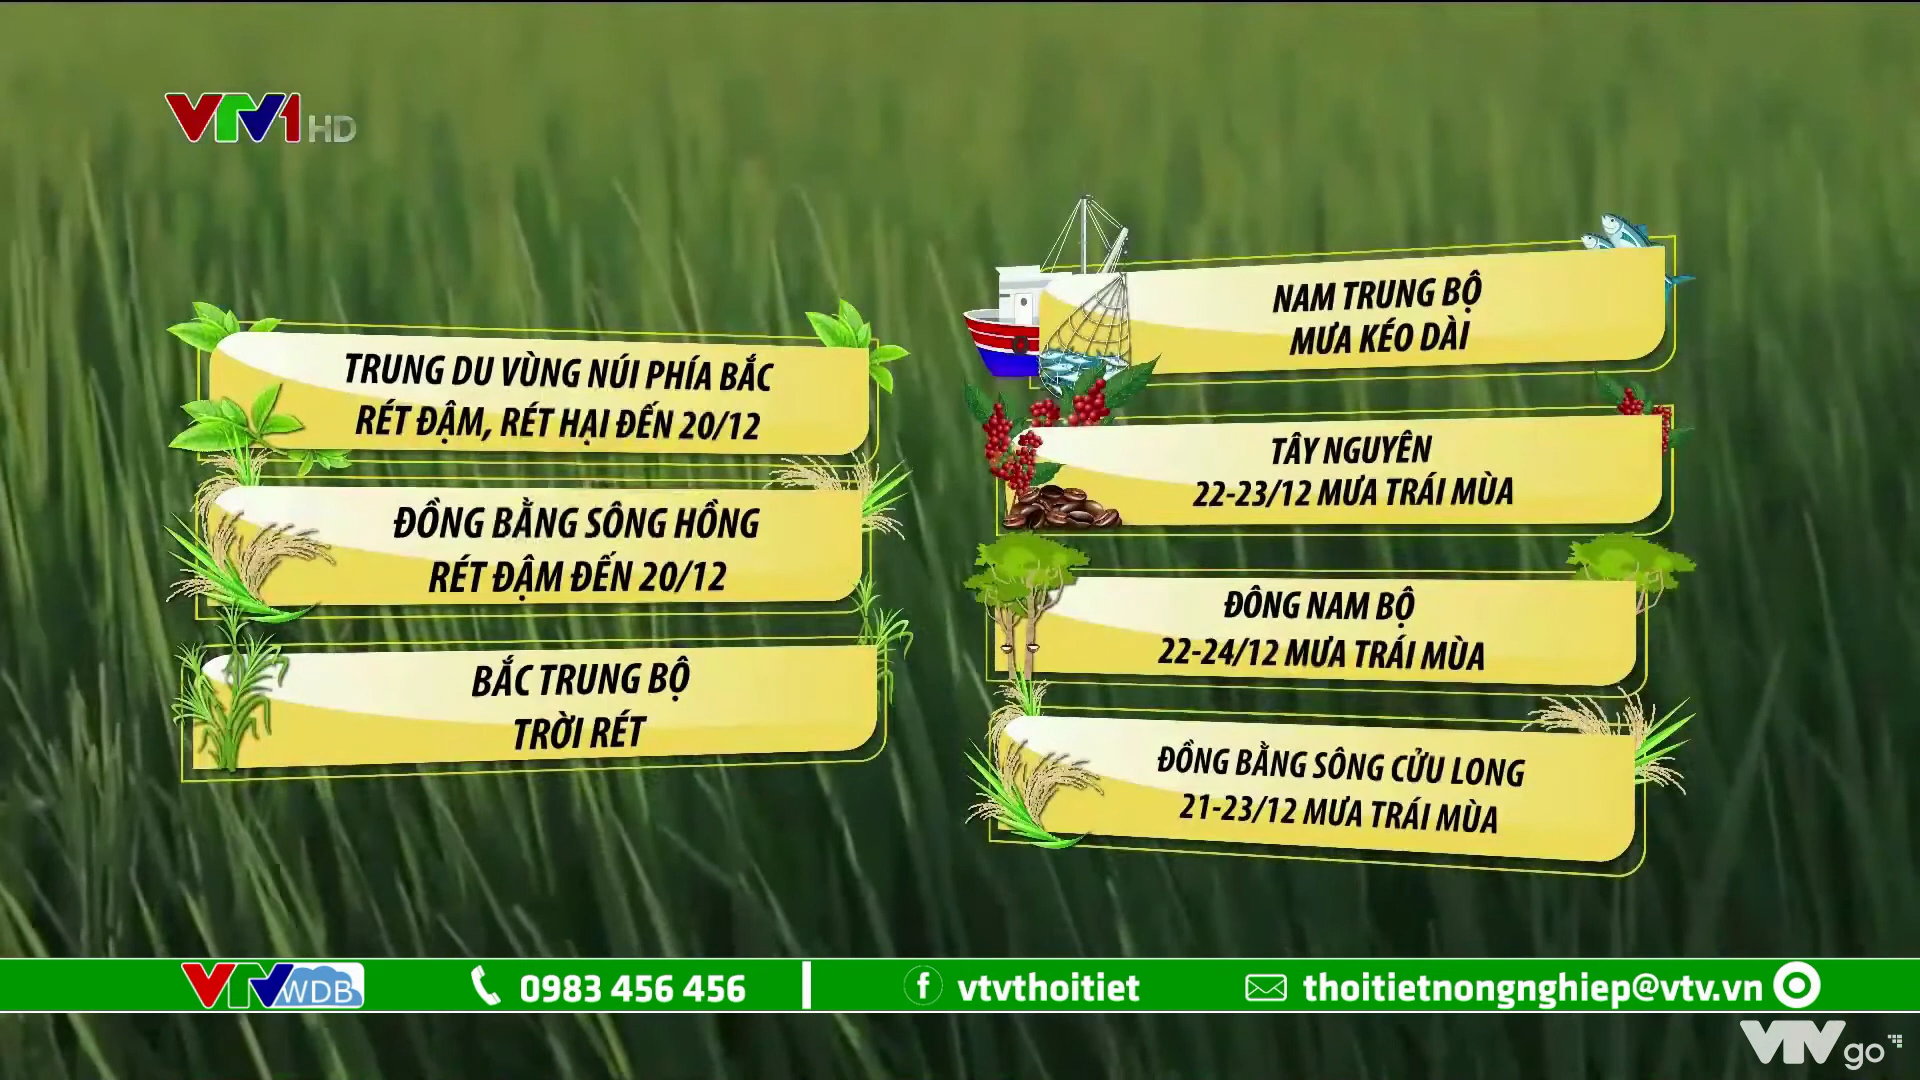 VTV1 HD
TRUNG DU VÙNG NÚI PHÍA BẮC
RÉT ĐẬM, RÉT HẠI ĐẾN 20/12
ĐỒNG BẰNG SÔNG HỒNG
RÉT ĐẬM ĐẾN 20/12
BẮC TRUNG BỘ
TRỜI RÉT
NAM TRUNG BỘ
MƯA KÉO DÀI
TÂY NGUYÊN
22-23/12 MƯA TRÁI MÙA
ĐÔNG NAM BỘ
22-24/12 MƯA TRÁI MÙA
ĐỒNG BẰNG SÔNG CỬU LONG
21-23/12 MƯA TRÁI MÙA
VTV WDB 0983 456 456 vtvthoitiet thoitietnongnghiep@vtv.vn
VTV go